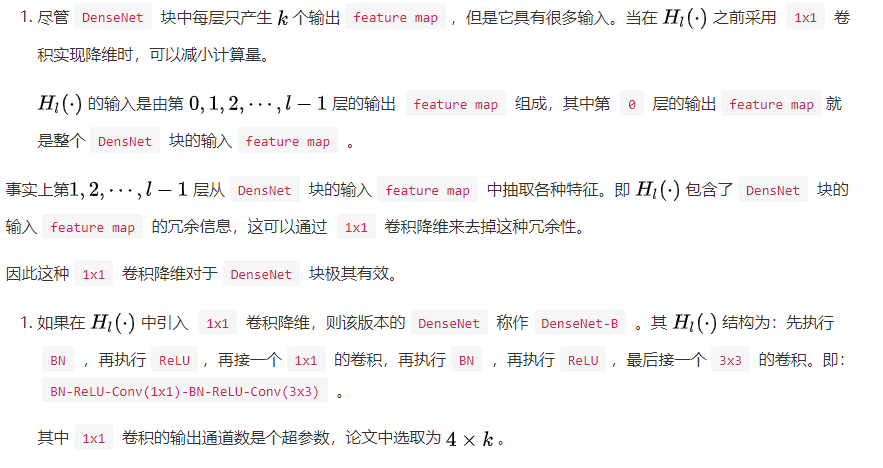 1. 尽管 DenseNet 块中每层只产生 k 个输出 feature map ，但是它具有很多输入。当在 H_l(·) 之前采用 1x1 卷
积实现降维时，可以减小计算量。
H_l(·) 的输入是由第 0, 1, 2, ⋯, l − 1 层的输出 feature map 组成，其中第 0 层的输出 feature map 就
是整个 DensNet 块的输入 feature map 。
事实上第1, 2, ⋯, l − 1 层从 DensNet 块的输入 feature map 中抽取各种特征。即 H_l(·) 包含了 DensNet 块的
输入 feature map 的冗余信息，这可以通过 1x1 卷积降维来去掉这种冗余性。
因此这种 1x1 卷积降维对于 DenseNet 块极其有效。
1. 如果在 H_l(·) 中引入 1x1 卷积降维，则该版本的 DenseNet 称作 DenseNet-B 。其 H_l(·) 结构为：先执行
BN ，再执行 ReLU ，再接一个 1x1 的卷积，再执行 BN ，再执行 ReLU ，最后接一个 3x3 的卷积。即：
BN-ReLU-Conv(1x1)-BN-ReLU-Conv(3x3) 。
其中 1x1 卷积的输出通道数是个超参数，论文中选取为 4 × k 。